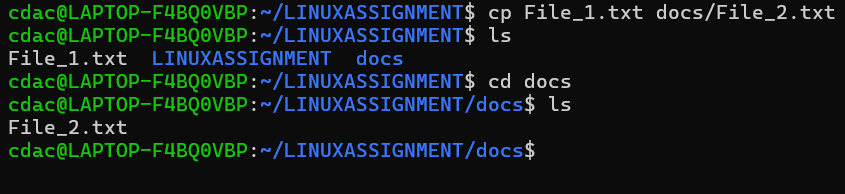 cdac@LAPTOP-F4BQ0VBP:~/LINUXASSIGNMENT$ cp File_1.txt docs/File_2.txt
cdac@LAPTOP-F4BQ0VBP:~/LINUXASSIGNMENT$ ls
File_1.txt  LINUXASSIGNMENT  docs
cdac@LAPTOP-F4BQ0VBP:~/LINUXASSIGNMENT$ cd docs
cdac@LAPTOP-F4BQ0VBP:~/LINUXASSIGNMENT/docs$ ls
File_2.txt
cdac@LAPTOP-F4BQ0VBP:~/LINUXASSIGNMENT/docs$